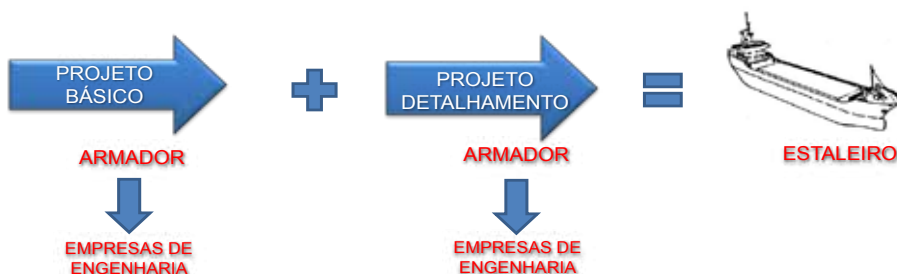 PROJETO
BÁSICO
PROJETO
DETALHAMENTO
ARMADOR
ARMADOR
ESTALEIRO
EMPRESAS DE
ENGENHARIA
EMPRESAS DE
ENGENHARIA